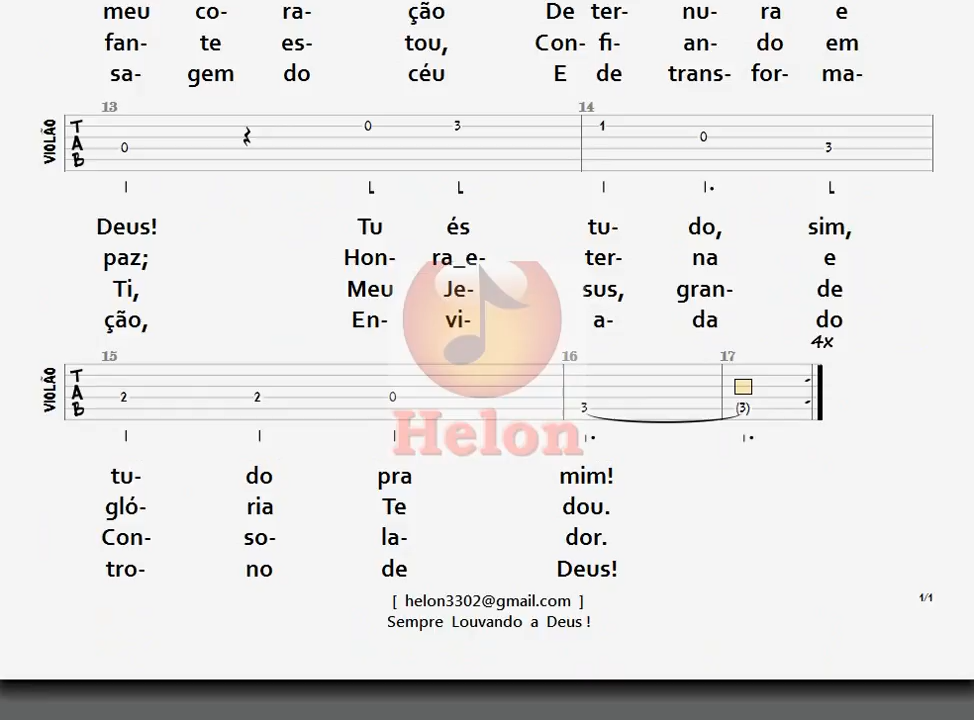 meu co- ra- ção De ter- nu- ra e
fan- te es- tou, Con- fi- an- do em
sa- gem do céu E de trans- for- ma-
13 14
VIOLÃO TAB 0 0 3 1 0 3
Deus! Tu és tu- do, sim,
paz; Hon- ra_e- ter- na e
Ti, Meu Je- sus, gran- de
ção, En- vi- a- da do
4x
15 16 17
VIOLÃO TAB 2 2 0 3 (3)
Helon
tu- do pra mim!
gló- ria Te dou.
Con- so- la- dor.
tro- no de Deus!
[ helon3302@gmail.com ]
1/1
Sempre Louvando a Deus !